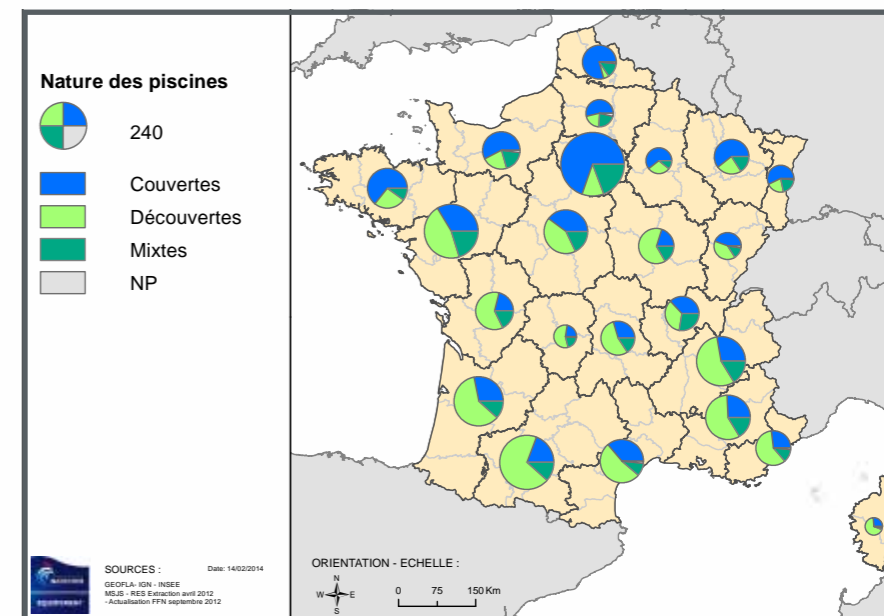 Nature des piscines
240
Couvertes
Découvertes
Mixtes
NP
SOURCES :
Date: 14/02/2014
GEOFLA- IGN - INSEE
MSJS - RES Extraction avril 2012
- Actualisation FFN septembre 2012
ORIENTATION - ECHELLE :
N
W E
S
0 75 150 Km